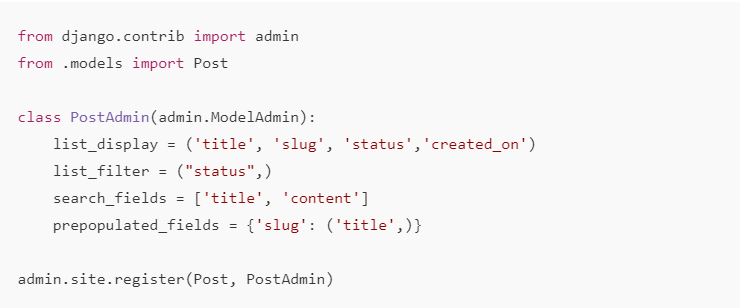 from django.contrib import admin
from .models import Post

class PostAdmin(admin.ModelAdmin):
    list_display = ('title', 'slug', 'status','created_on')
    list_filter = ("status",)
    search_fields = ['title', 'content']
    prepopulated_fields = {'slug': ('title',)}

admin.site.register(Post, PostAdmin)